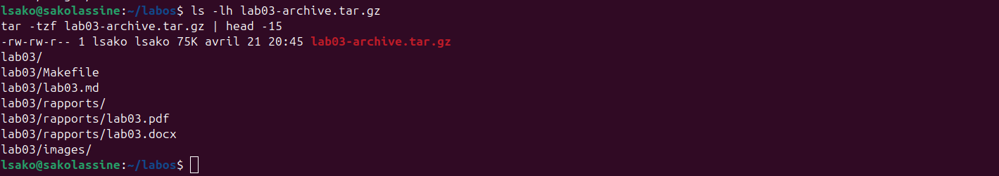 lsako@sakolassine:~/labos$ ls -lh lab03-archive.tar.gz
tar -tzf lab03-archive.tar.gz | head -15
-rw-rw-r-- 1 lsako lsako 75K avril 21 20:45 lab03-archive.tar.gz
lab03/
lab03/Makefile
lab03/lab03.md
lab03/rapports/
lab03/rapports/lab03.pdf
lab03/rapports/lab03.docx
lab03/images/
lsako@sakolassine:~/labos$